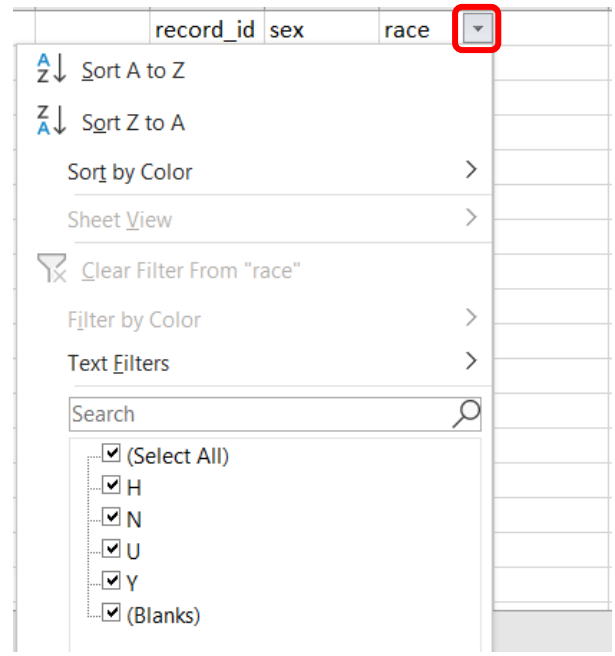 record_id sex race
Sort A to Z
Sort Z to A
Sort by Color
Sheet View
Clear Filter From "race"
Filter by Color
Text Filters
Search
(Select All)
H
N
U
Y
(Blanks)